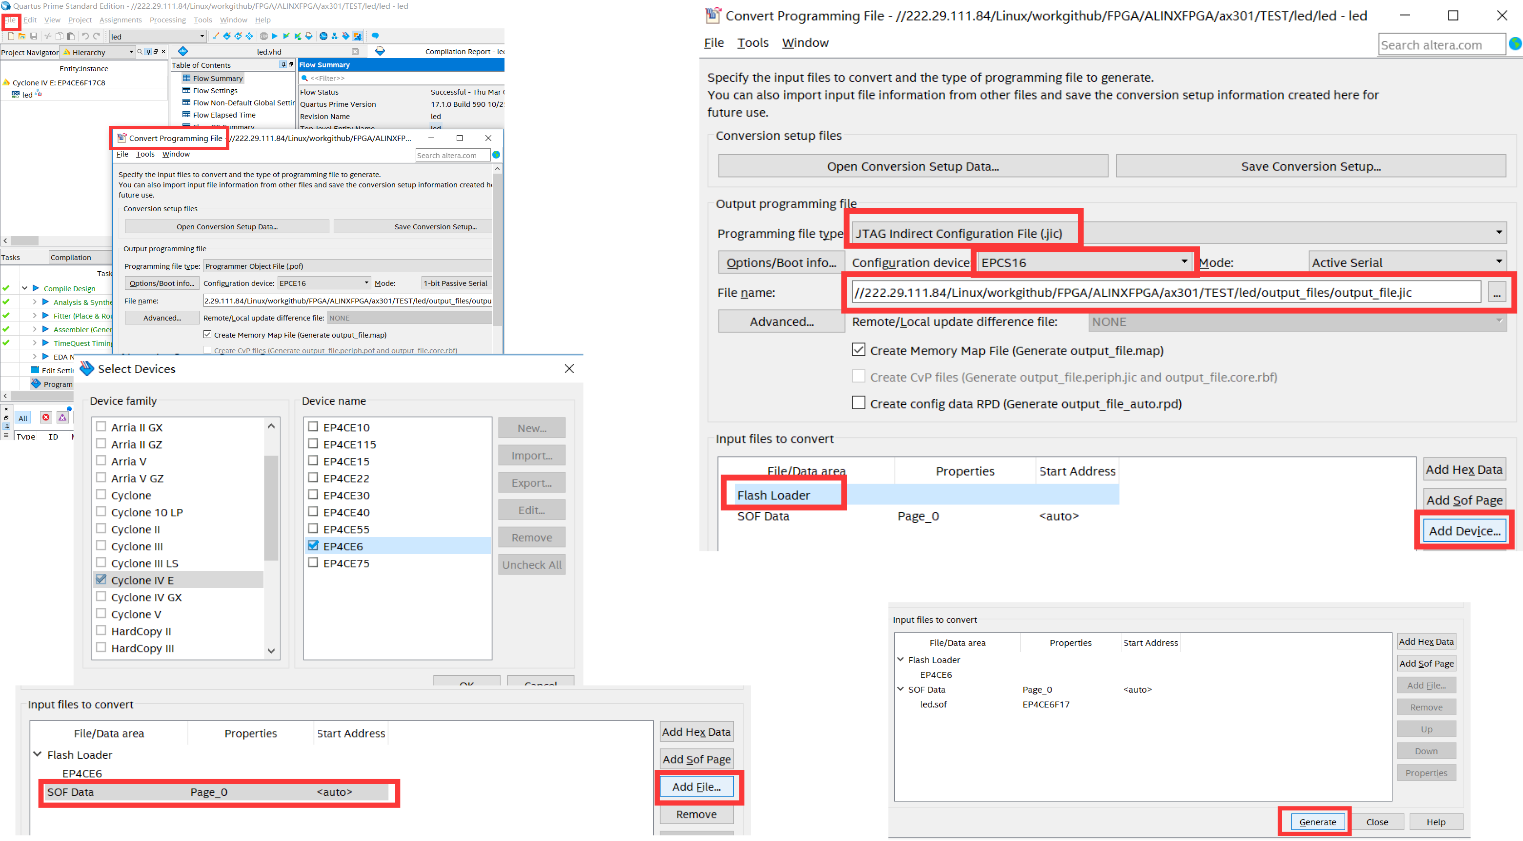 Quartus Prime Standard Edition - //222.29.111.84/Linux/workgithub/FPGA/ALINXFPGA/ax301/TEST/led/led - led
Edit View Project Assignments Processing Tools Window Help
led
Project Navigator Hierarchy
Entity:Instance
Cyclone IV E: EP4CE6F17C8
led
led.vhd
Compilation Report - led
Table of Contents
Flow Summary
Flow Settings
Flow Non-Default Global Settin
Flow Elapsed Time
Flow Summary
<<Filter>>
Flow Status Successful - Thu Mar
Quartus Prime Version 17.1.0 Build 590 10/2
Revision Name led
Tasks Compilation
Compile Design
Analysis & Synthe
Fitter (Place & Rou
Assembler (Gener
TimeQuest Timing
EDA N
Edit Settin
Program
All
Type ID
Convert Programming File - //222.29.111.84/Linux/workgithub/FPGA/ALINXFP...
File Tools Window
Search altera.com
Specify the input files to convert and the type of programming file to generate.
You can also import input file information from other files and save the conversion setup information created he
future use.
Conversion setup files
Open Conversion Setup Data...
Save Conversion Setup...
Output programming file
Programming file type: Programmer Object File (.pof)
Options/Boot info... Configuration device: EPCE16 Mode: 1-bit Passive Serial
File name: 2.29.111.84/Linux/workgithub/FPGA/ALINXFPGA/ax301/TEST/led/output_files/outpu
Advanced... Remote/Local update difference file: NONE
Create Memory Map File (Generate output_file.map)
Create CvP files (Generate output_file.periph.pof and output_file.core.rbf)
Select Devices
Device family
Arria II GX
Arria II GZ
Arria V
Arria V GZ
Cyclone
Cyclone 10 LP
Cyclone II
Cyclone III
Cyclone III LS
Cyclone IV E
Cyclone IV GX
Cyclone V
HardCopy II
HardCopy III
Device name
EP4CE10
EP4CE115
EP4CE15
EP4CE22
EP4CE30
EP4CE40
EP4CE55
EP4CE6
EP4CE75
New...
Import...
Export...
Edit...
Remove
Uncheck All
OK Cancel
Input files to convert
File/Data area Properties Start Address
Flash Loader
EP4CE6
SOF Data Page_0 <auto>
Add Hex Data
Add Sof Page
Add File...
Remove
Convert Programming File - //222.29.111.84/Linux/workgithub/FPGA/ALINXFPGA/ax301/TEST/led/led - led
File Tools Window
Search altera.com
Specify the input files to convert and the type of programming file to generate.
You can also import input file information from other files and save the conversion setup information created here for
future use.
Conversion setup files
Open Conversion Setup Data...
Save Conversion Setup...
Output programming file
Programming file type JTAG Indirect Configuration File (.jic)
Options/Boot info... Configuration device EPCS16 Mode: Active Serial
File name: //222.29.111.84/Linux/workgithub/FPGA/ALINXFPGA/ax301/TEST/led/output_files/output_file.jic ...
Advanced... Remote/Local update difference file: NONE
Create Memory Map File (Generate output_file.map)
Create CvP files (Generate output_file.periph.jic and output_file.core.rbf)
Create config data RPD (Generate output_file_auto.rpd)
Input files to convert
File/Data area Properties Start Address
Flash Loader
SOF Data Page_0 <auto>
Add Hex Data
Add Sof Page
Add Device...
Input files to convert
File/Data area Properties Start Address
Flash Loader
EP4CE6
SOF Data Page_0 <auto>
led.sof EP4CE6F17
Add Hex Data
Add Sof Page
Add File...
Remove
Up
Down
Properties
Generate Close Help